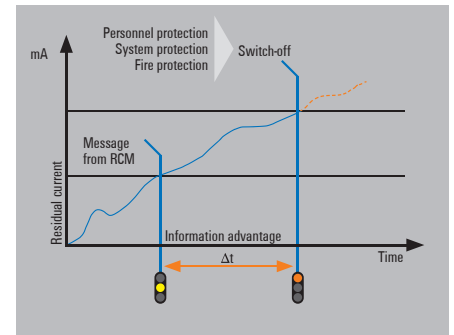 Personnel protection
System protection
Fire protection
Switch-off
mA
Message
from RCM
Residual current
Information advantage
Δt
Time